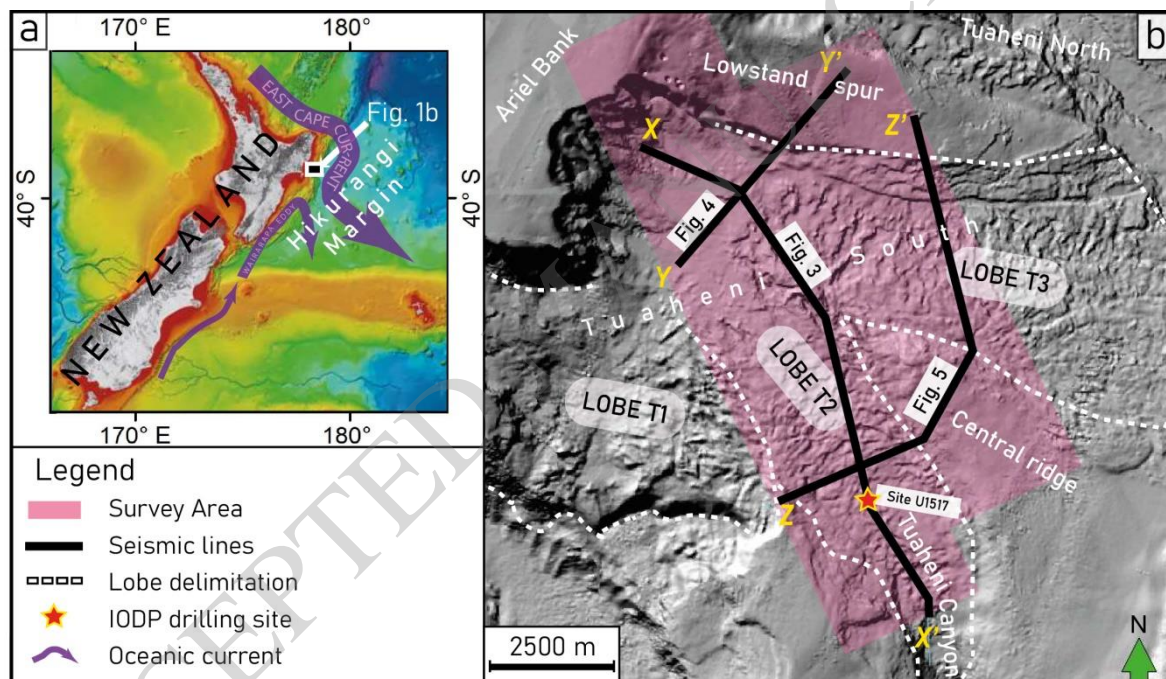 a
170° E
180°
Fig. 1b
EAST CAPE CURRENT
40° S
40° S
NEW ZEALAND
Hikurangi
Margin
WAIRARAPA EDDY
170° E
180°
Legend
Survey Area
Seismic lines
Lobe delimitation
IODP drilling site
Oceanic current
b
Ariel Bank
Lowstand spur
Tuaheni North
Y'
Z'
X
Fig. 4
Y
Fig. 3
Tuaheni South
LOBE T3
LOBE T2
LOBE T1
Fig. 5
Central ridge
Z
Site U1517
Tuaheni Canyon
X'
2500 m
N